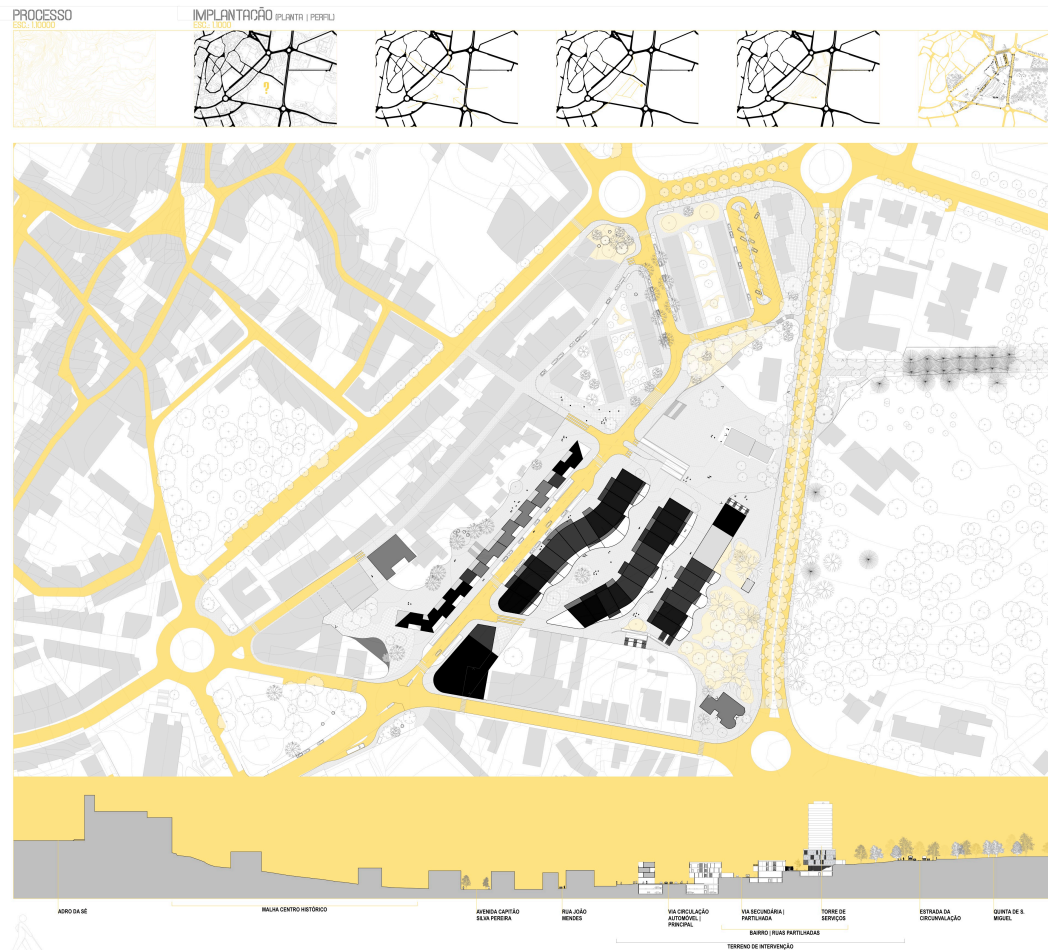 PROCESSO
ESC.: 1.10000
IMPLANTAÇÃO (PLANTA | PERFIL)
ESC.: 1.1000
?
ADRO DA SÉ
MALHA CENTRO HISTÓRICO
AVENIDA CAPITÃO
SILVA PEREIRA
RUA JOÃO
MENDES
VIA CIRCULAÇÃO
AUTOMÓVEL |
PRINCIPAL
VIA SECUNDÁRIA |
PARTILHADA
TORRE DE
SERVIÇOS
ESTRADA DA
CIRCUNVALAÇÃO
QUINTA DE S.
MIGUEL
BAIRRO | RUAS PARTILHADAS
TERRENO DE INTERVENÇÃO